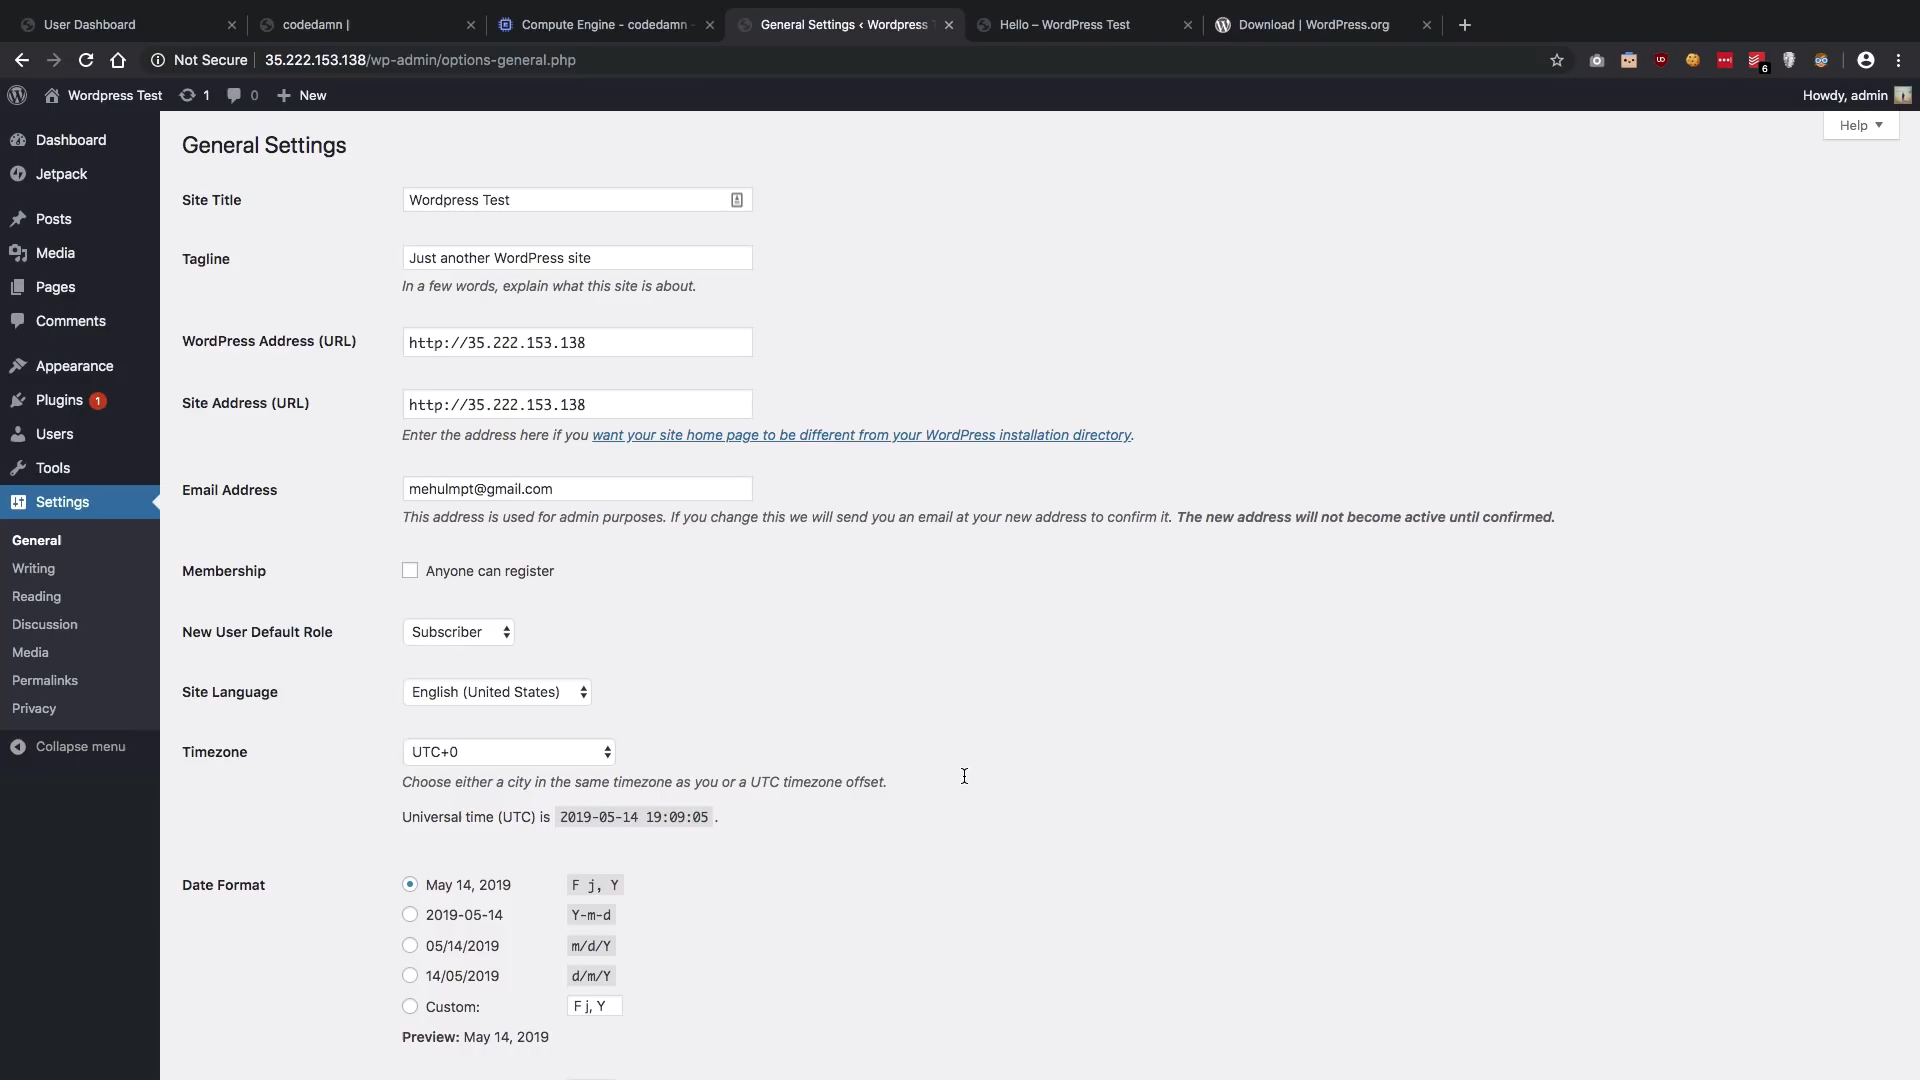 User Dashboard
codedamn |
Compute Engine - codedamn -
General Settings ‹ Wordpress T
Hello – WordPress Test
Download | WordPress.org
Not Secure
35.222.153.138/wp-admin/options-general.php
6
Wordpress Test
1
0
New
Howdy, admin
Help
Dashboard
Jetpack
Posts
Media
Pages
Comments
Appearance
Plugins 1
Users
Tools
Settings
General
Writing
Reading
Discussion
Media
Permalinks
Privacy
Collapse menu
General Settings
Site Title
Wordpress Test
Tagline
Just another WordPress site
In a few words, explain what this site is about.
WordPress Address (URL)
http://35.222.153.138
Site Address (URL)
http://35.222.153.138
Enter the address here if you want your site home page to be different from your WordPress installation directory.
Email Address
mehulmpt@gmail.com
This address is used for admin purposes. If you change this we will send you an email at your new address to confirm it. The new address will not become active until confirmed.
Membership
Anyone can register
New User Default Role
Subscriber
Site Language
English (United States)
Timezone
UTC+0
Choose either a city in the same timezone as you or a UTC timezone offset.
Universal time (UTC) is 2019-05-14 19:09:05 .
Date Format
May 14, 2019 F j, Y
2019-05-14 Y-m-d
05/14/2019 m/d/Y
14/05/2019 d/m/Y
Custom: F j, Y
Preview: May 14, 2019